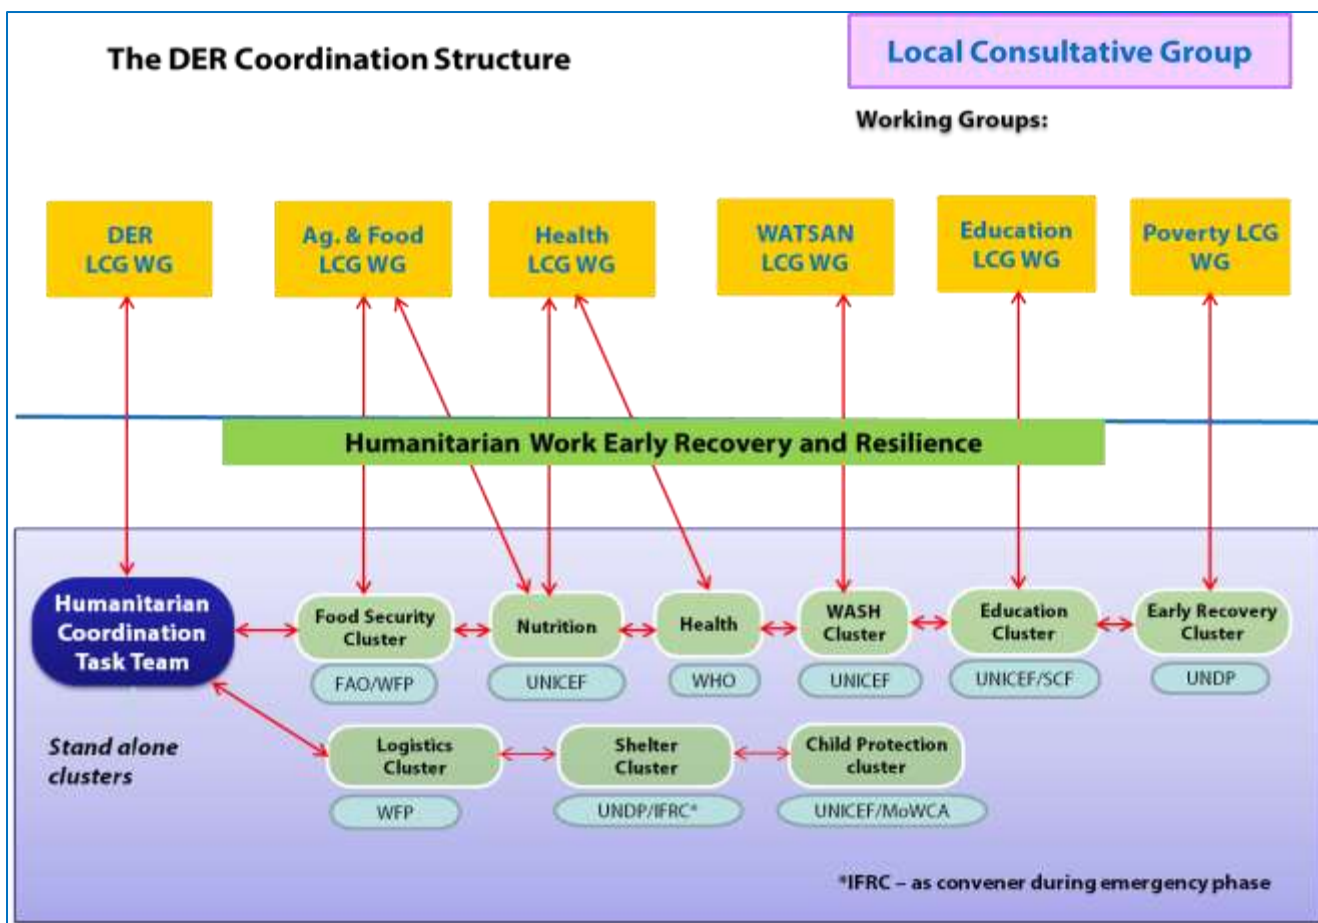 The DER Coordination Structure
Local Consultative Group
Working Groups:
DER
LCG WG
Ag. & Food
LCG WG
Health
LCG WG
WATSAN
LCG WG
Education
LCG WG
Poverty LCG
WG
Humanitarian Work Early Recovery and Resilience
Humanitarian
Coordination
Task Team
Food Security
Cluster
Nutrition
Health
WASH
Cluster
Education
Cluster
Early Recovery
Cluster
FAO/WFP
UNICEF
WHO
UNICEF
UNICEF/SCF
UNDP
Stand alone
clusters
Logistics
Cluster
Shelter
Cluster
Child Protection
cluster
WFP
UNDP/IFRC*
UNICEF/MoWCA
*IFRC – as convener during emergency phase